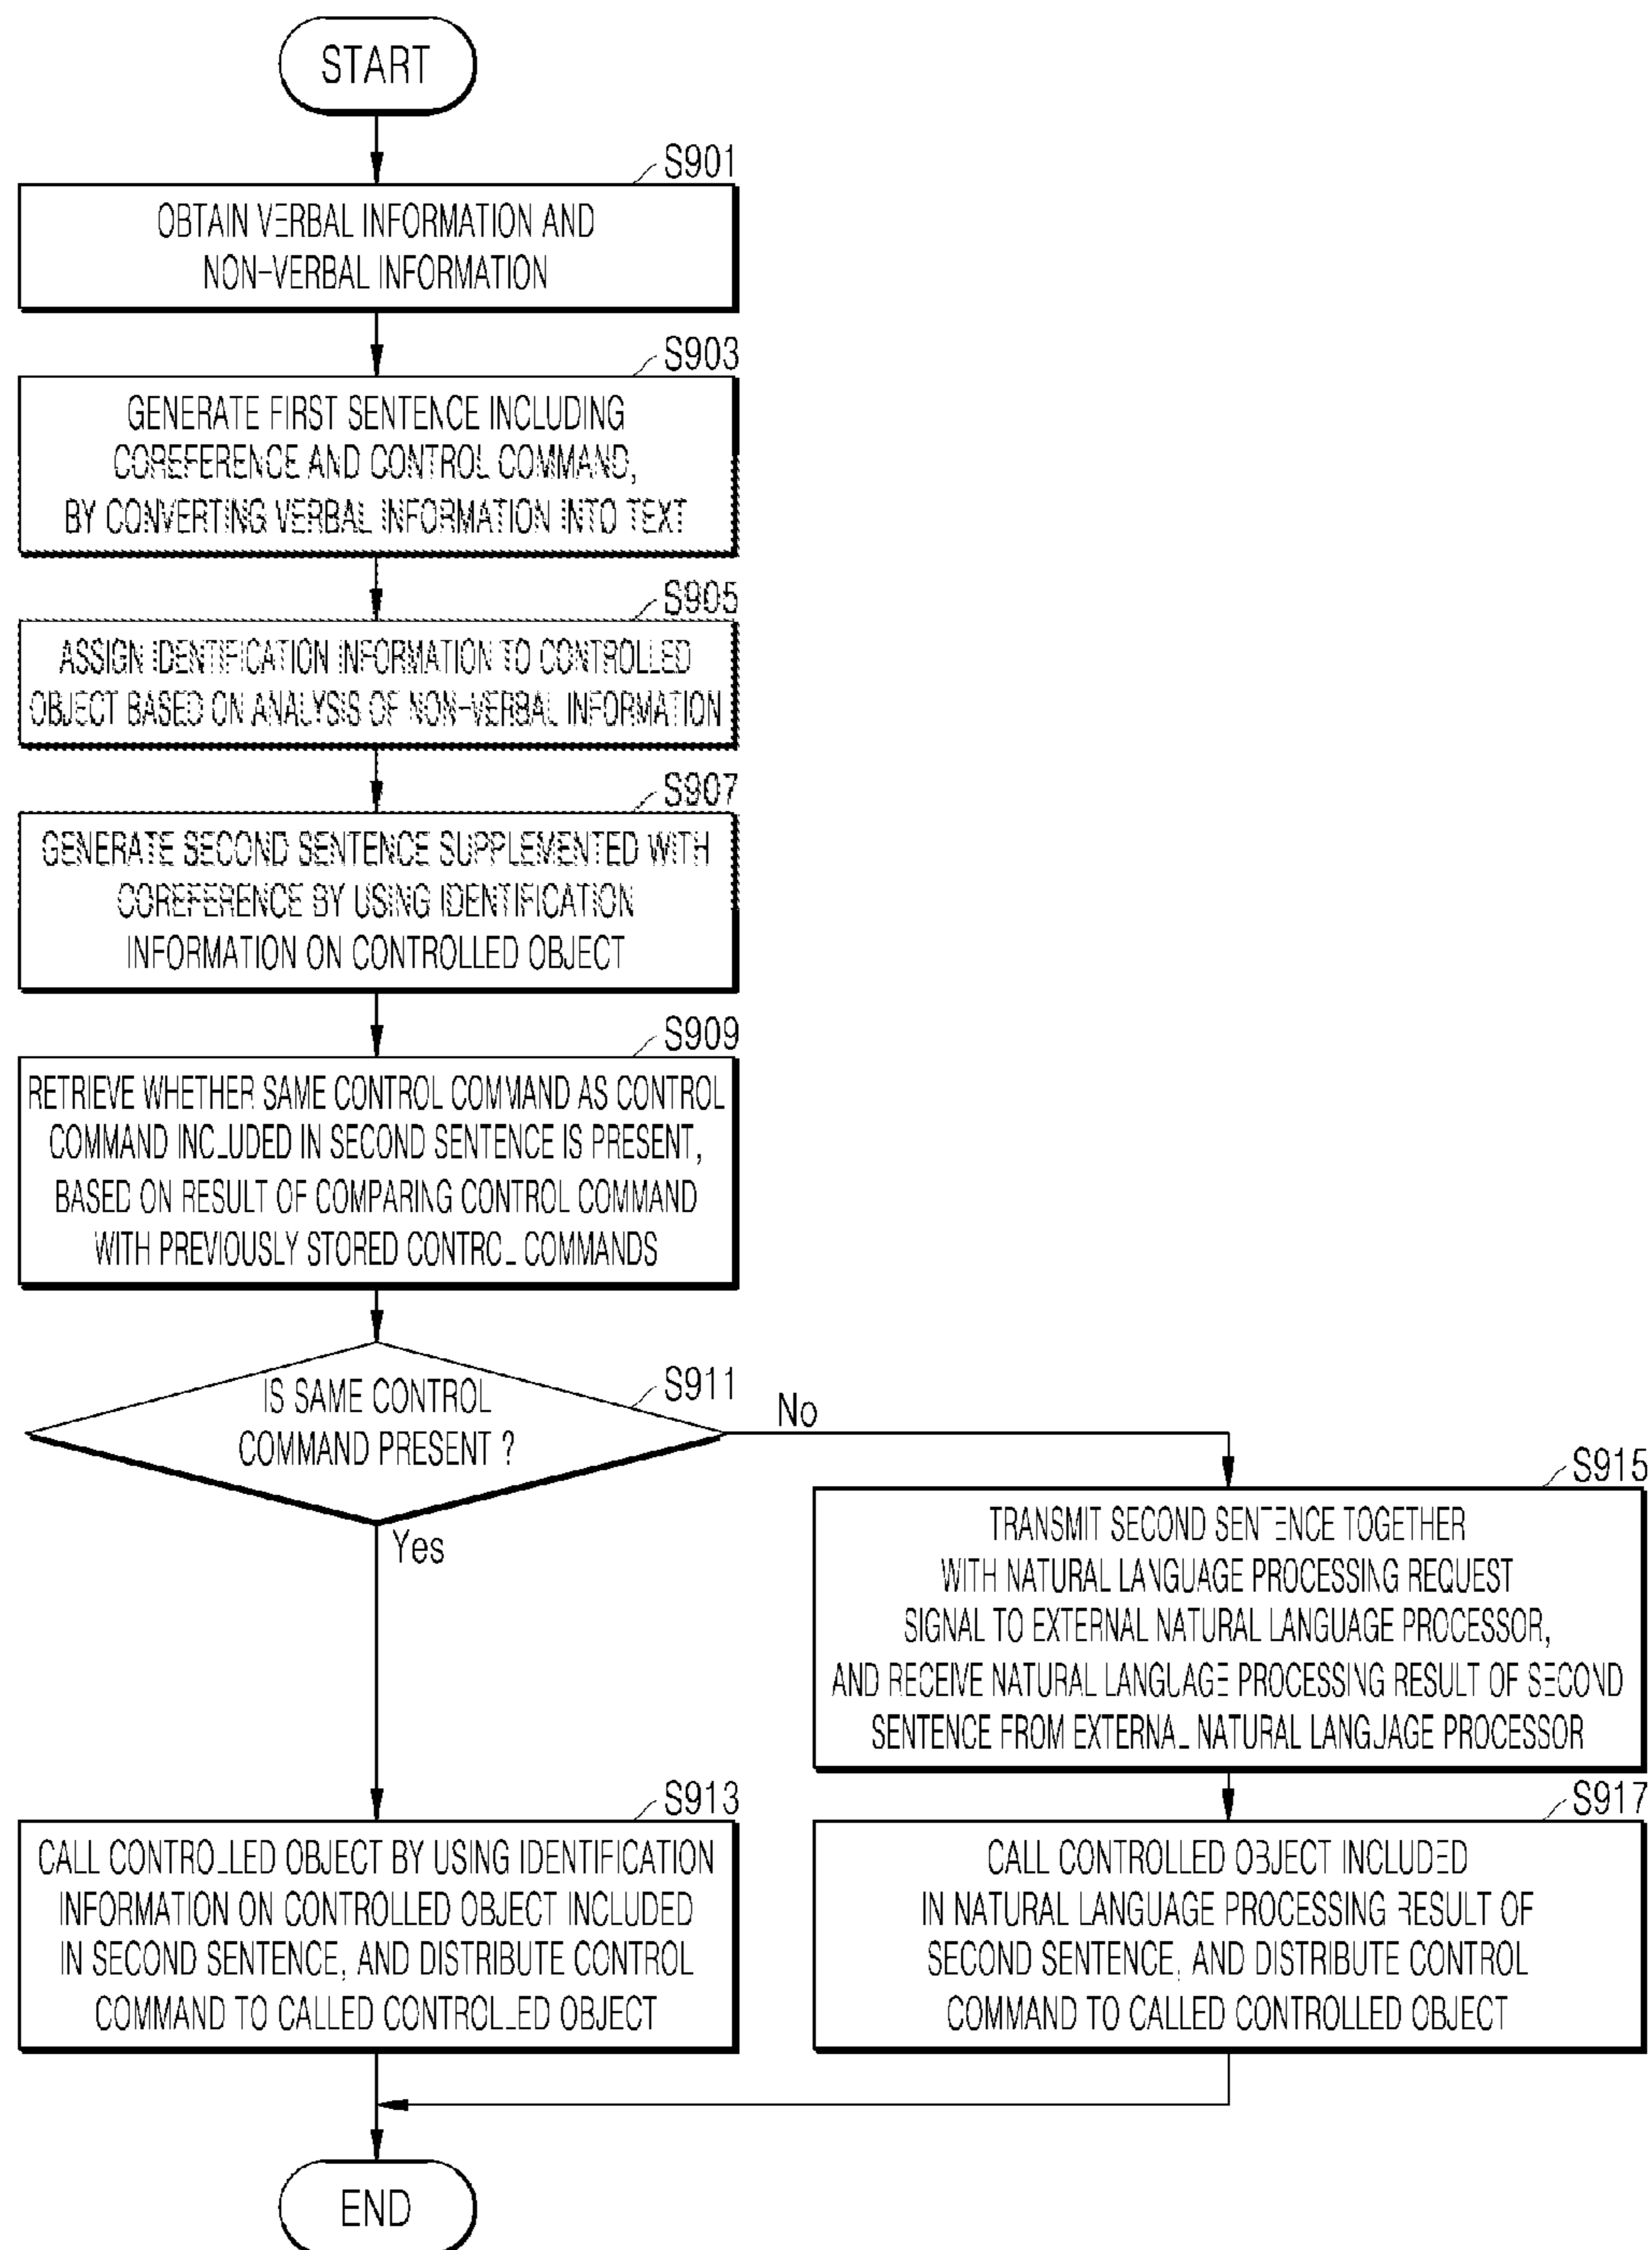 START
S901
OBTAIN VERBAL INFORMATION AND
NON-VERBAL INFORMATION
S903
GENERATE FIRST SENTENCE INCLUDING
COREFERENCE AND CONTROL COMMAND,
BY CONVERTING VERBAL INFORMATION INTO TEXT
S905
ASSIGN IDENTIFICATION INFORMATION TO CONTROLLED
OBJECT BASED ON ANALYSIS OF NON-VERBAL INFORMATION
S907
GENERATE SECOND SENTENCE SUPPLEMENTED WITH
COREFERENCE BY USING IDENTIFICATION
INFORMATION ON CONTROLLED OBJECT
S909
RETRIEVE WHETHER SAME CONTROL COMMAND AS CONTROL
COMMAND INCLUDED IN SECOND SENTENCE IS PRESENT,
BASED ON RESULT OF COMPARING CONTROL COMMAND
WITH PREVIOUSLY STORED CONTROL COMMANDS
S911
IS SAME CONTROL
COMMAND PRESENT ?
No
Yes
S915
TRANSMIT SECOND SENTENCE TOGETHER
WITH NATURAL LANGUAGE PROCESSING REQUEST
SIGNAL TO EXTERNAL NATURAL LANGUAGE PROCESSOR,
AND RECEIVE NATURAL LANGUAGE PROCESSING RESULT OF SECOND
SENTENCE FROM EXTERNAL NATURAL LANGUAGE PROCESSOR
S913
CALL CONTROLLED OBJECT BY USING IDENTIFICATION
INFORMATION ON CONTROLLED OBJECT INCLUDED
IN SECOND SENTENCE, AND DISTRIBUTE CONTROL
COMMAND TO CALLED CONTROLLED OBJECT
S917
CALL CONTROLLED OBJECT INCLUDED
IN NATURAL LANGUAGE PROCESSING RESULT OF
SECOND SENTENCE, AND DISTRIBUTE CONTROL
COMMAND TO CALLED CONTROLLED OBJECT
END